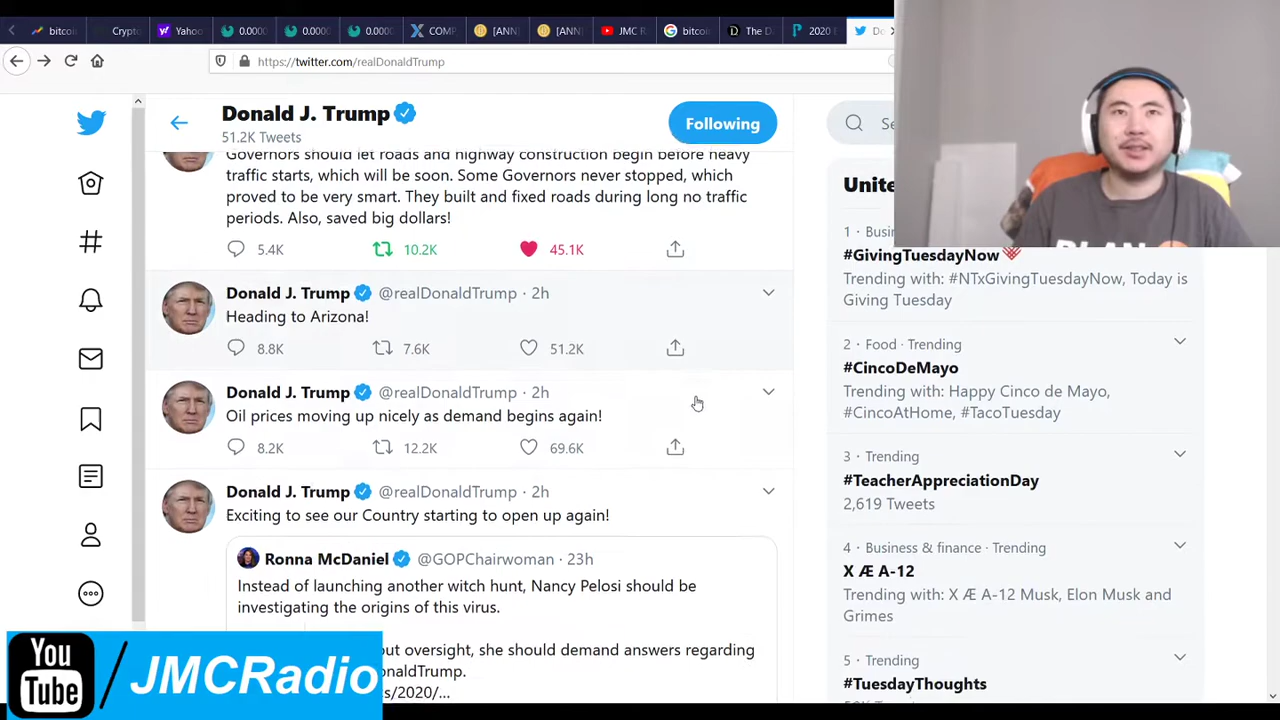 bitcoi
Crypto
Yahoo
0.0000
0.0000
0.0000
COMP
[ANN]
[ANN]
JMC R
bitcoi
The D
2020 E
Do
https://twitter.com/realDonaldTrump
Donald J. Trump
51.2K Tweets
Following
Se
Governors should let roads and highway construction begin before heavy
traffic starts, which will be soon. Some Governors never stopped, which
proved to be very smart. They built and fixed roads during long no traffic
periods. Also, saved big dollars!
5.4K 10.2K 45.1K
Donald J. Trump @realDonaldTrump · 2h
Heading to Arizona!
8.8K 7.6K 51.2K
Donald J. Trump @realDonaldTrump · 2h
Oil prices moving up nicely as demand begins again!
8.2K 12.2K 69.6K
Donald J. Trump @realDonaldTrump · 2h
Exciting to see our Country starting to open up again!
Ronna McDaniel @GOPChairwoman · 23h
Instead of launching another witch hunt, Nancy Pelosi should be
investigating the origins of this virus.
out oversight, she should demand answers regarding
onaldTrump.
s/2020/...
Unite
1 · Busin
#GivingTuesdayNow
Trending with: #NTxGivingTuesdayNow, Today is
Giving Tuesday
2 · Food · Trending
#CincoDeMayo
Trending with: Happy Cinco de Mayo,
#CincoAtHome, #TacoTuesday
3 · Trending
#TeacherAppreciationDay
2,619 Tweets
4 · Business & finance · Trending
X Æ A-12
Trending with: X Æ A-12 Musk, Elon Musk and
Grimes
5 · Trending
#TuesdayThoughts
You
Tube
/ JMCRadio